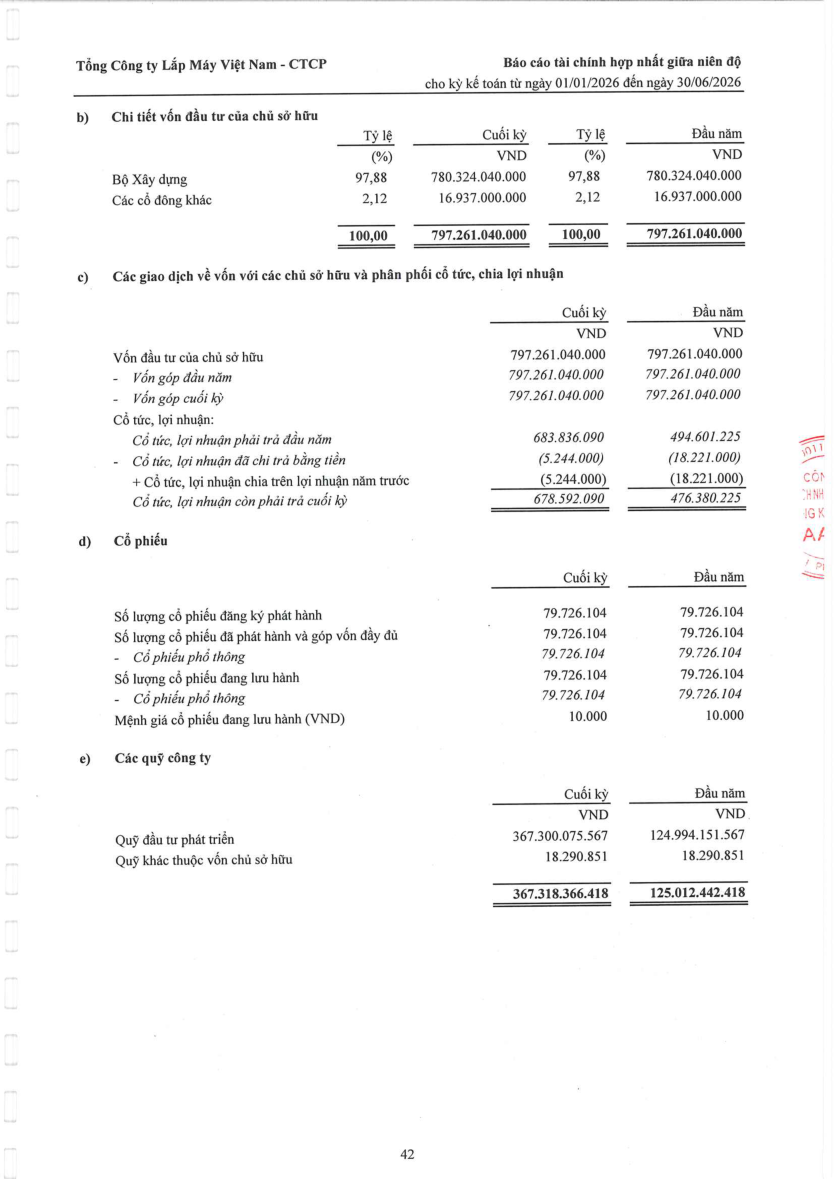 Tổng Công ty Lắp Máy Việt Nam - CTCP Báo cáo tài chính hợp nhất giữa niên độ
cho kỳ kế toán từ ngày 01/01/2026 đến ngày 30/06/2026
b) Chi tiết vốn đầu tư của chủ sở hữu
Tỷ lệ Cuối kỳ Tỷ lệ Đầu năm
(%) VND (%) VND
Bộ Xây dựng 97,88 780.324.040.000 97,88 780.324.040.000
Các cổ đông khác 2,12 16.937.000.000 2,12 16.937.000.000
100,00 797.261.040.000 100,00 797.261.040.000
c) Các giao dịch về vốn với các chủ sở hữu và phân phối cổ tức, chia lợi nhuận
Cuối kỳ Đầu năm
VND VND
Vốn đầu tư của chủ sở hữu 797.261.040.000 797.261.040.000
- Vốn góp đầu năm 797.261.040.000 797.261.040.000
- Vốn góp cuối kỳ 797.261.040.000 797.261.040.000
Cổ tức, lợi nhuận:
Cổ tức, lợi nhuận phải trả đầu năm 683.836.090 494.601.225
- Cổ tức, lợi nhuận đã chi trả bằng tiền (5.244.000) (18.221.000)
+ Cổ tức, lợi nhuận chia trên lợi nhuận năm trước (5.244.000) (18.221.000)
Cổ tức, lợi nhuận còn phải trả cuối kỳ 678.592.090 476.380.225
d) Cổ phiếu
Cuối kỳ Đầu năm
Số lượng cổ phiếu đăng ký phát hành 79.726.104 79.726.104
Số lượng cổ phiếu đã phát hành và góp vốn đầy đủ 79.726.104 79.726.104
- Cổ phiếu phổ thông 79.726.104 79.726.104
Số lượng cổ phiếu đang lưu hành 79.726.104 79.726.104
- Cổ phiếu phổ thông 79.726.104 79.726.104
Mệnh giá cổ phiếu đang lưu hành (VND) 10.000 10.000
e) Các quỹ công ty
Cuối kỳ Đầu năm
VND VND
Quỹ đầu tư phát triển 367.300.075.567 124.994.151.567
Quỹ khác thuộc vốn chủ sở hữu 18.290.851 18.290.851
367.318.366.418 125.012.442.418
42